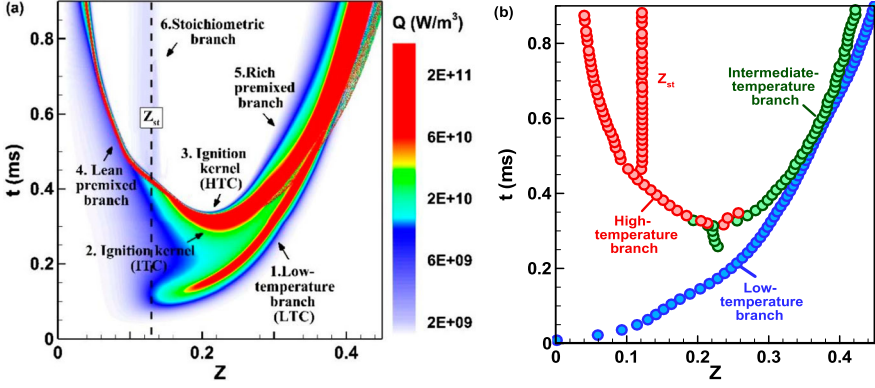 (a)
6.Stoichiometric
branch
5.Rich
premixed
branch
Zst
3. Ignition
kernel
(HTC)
4. Lean
premixed
branch
2. Ignition kernel
(ITC)
1.Low-
temperature
branch
(LTC)
t (ms)
0.8
0.6
0.4
0.2
0
0
0.2
0.4
Z
Q (W/m³)
2E+11
6E+10
2E+10
6E+09
2E+09
(b)
Zst
Intermediate-
temperature
branch
High-
temperature
branch
Low-
temperature
branch
t (ms)
0.8
0.6
0.4
0.2
0.0
0
0.1
0.2
0.3
0.4
Z